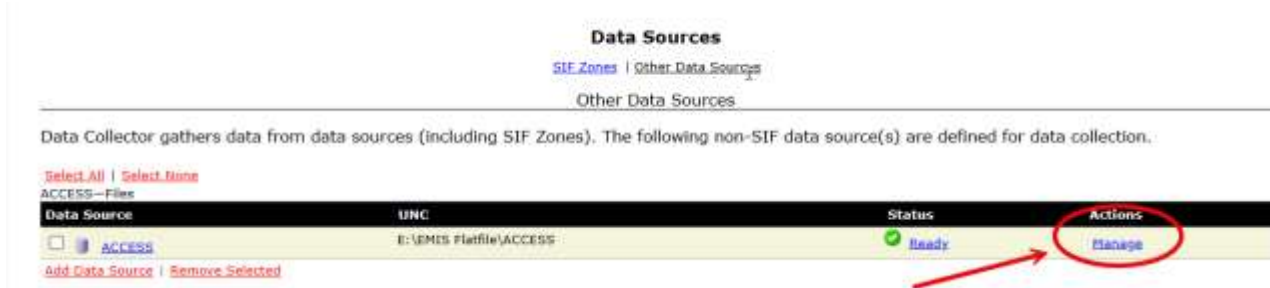 Data Sources
SIF Zones | Other Data Sources
Other Data Sources
Data Collector gathers data from data sources (including SIF Zones). The following non-SIF data source(s) are defined for data collection.
Select All | Select None
ACCESS—Files
Data Source UNC Status Actions
ACCESS E:\EMIS Flatfile\ACCESS Ready Manage
Add Data Source | Remove Selected